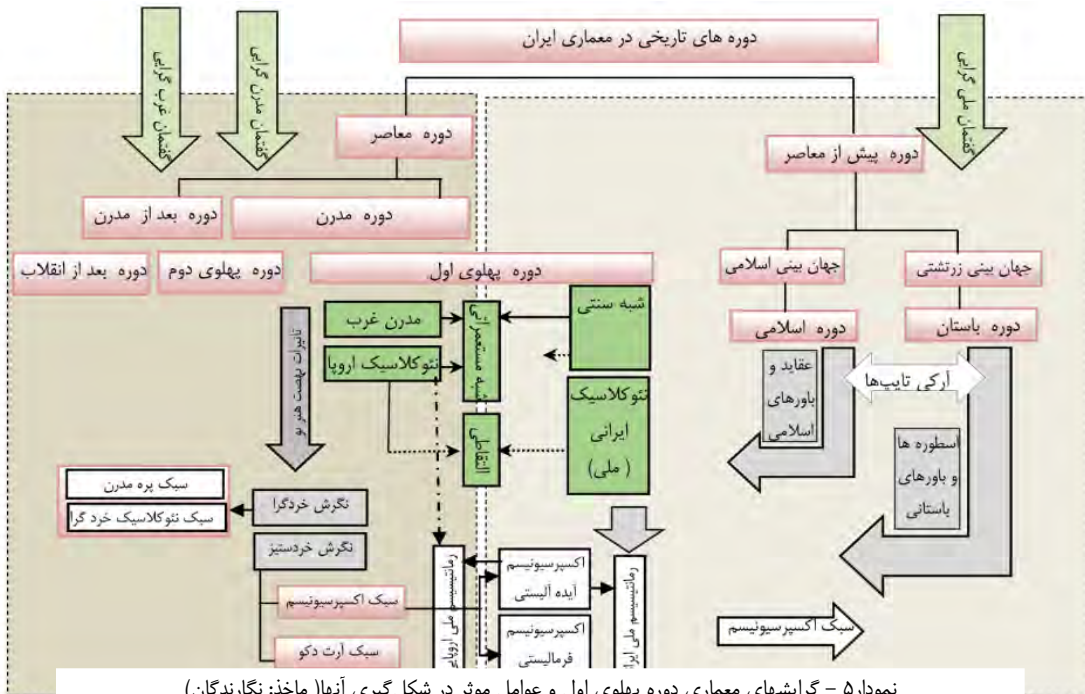 دوره های تاریخی در معماری ایران
گفتمان ملی گرایی
گفتمان مدرن گرایی
گفتمان غرب گرایی
دوره معاصر
دوره پیش از معاصر
دوره مدرن
دوره بعد از مدرن
جهان بینی زرتشتی
جهان بینی اسلامی
دوره پهلوی اول
دوره پهلوی دوم
دوره بعد از انقلاب
دوره باستان
دوره اسلامی
شبه سنتی
شبه مستعمراتی
مدرن غرب
نئوکلاسیک اروپا
تاثیرات نهضت هنر نو
آرکی تایپ‌ها
عقاید و
باورهای
اسلامی
اسطوره ها
و باورهای
باستانی
نئوکلاسیک
ایرانی
(ملی)
التقاطی
سبک پره مدرن
سبک نئوکلاسیک خرد گرا
نگرش خردگرا
نگرش خردستیز
سبک اکسپرسیونیسم
سبک آرت دکو
رمانتیسیسم ملی اروپایی
اکسپرسیونیسم
آیده آلیستی
اکسپرسیونیسم
فرمالیستی
رمانتیسیسم ملی ایرا
سبک اکسپرسیونیسم
نمودار۵ - گرایشهای معماری دوره پهلوی اول و عوامل موثر در شکل گیری آنها( ماخذ: نگارندگان)